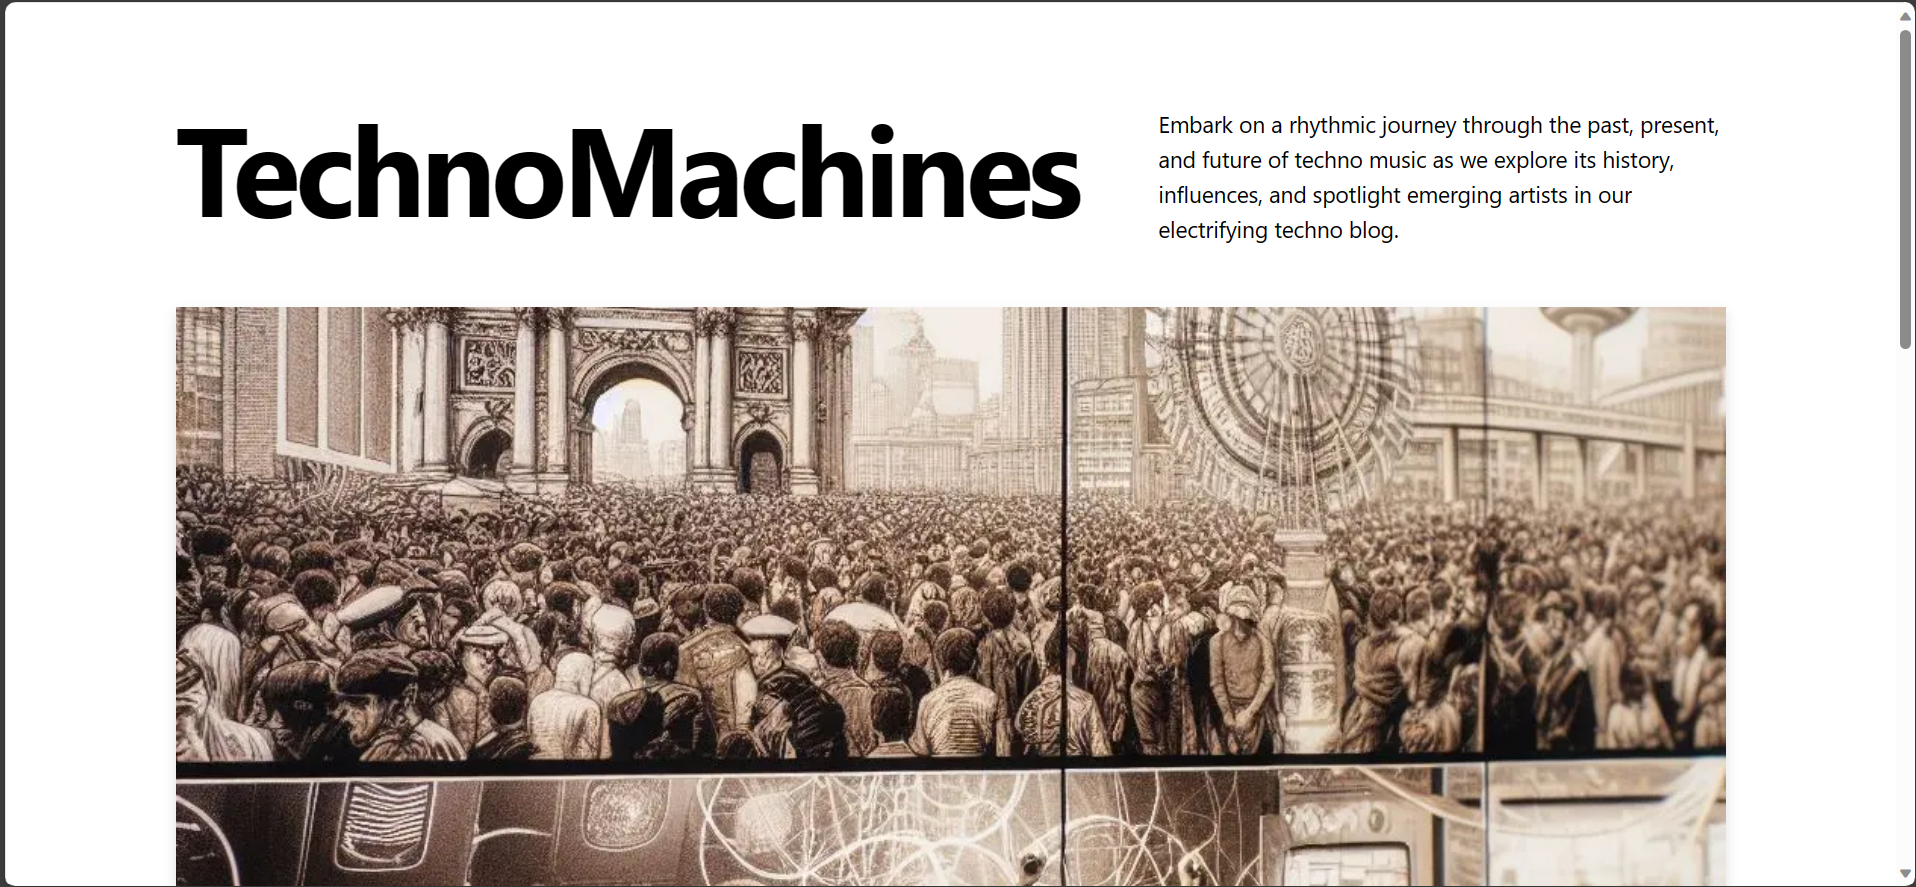 TechnoMachines
Embark on a rhythmic journey through the past, present,
and future of techno music as we explore its history,
influences, and spotlight emerging artists in our
electrifying techno blog.